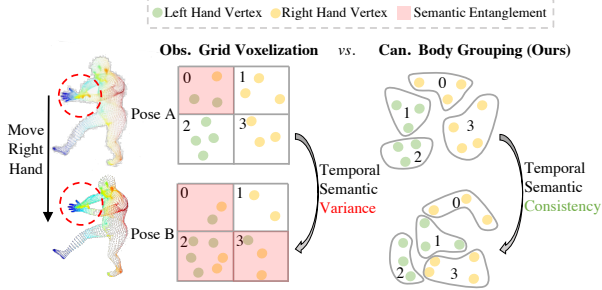 Left Hand Vertex Right Hand Vertex Semantic Entanglement
Obs. Grid Voxelization vs. Can. Body Grouping (Ours)
Move
Right
Hand
Pose A
0 1
2 3
Temporal
Semantic
Variance
0
1
3
2
Temporal
Semantic
Consistency
Pose B
0 1
2 3
0
1
2 3